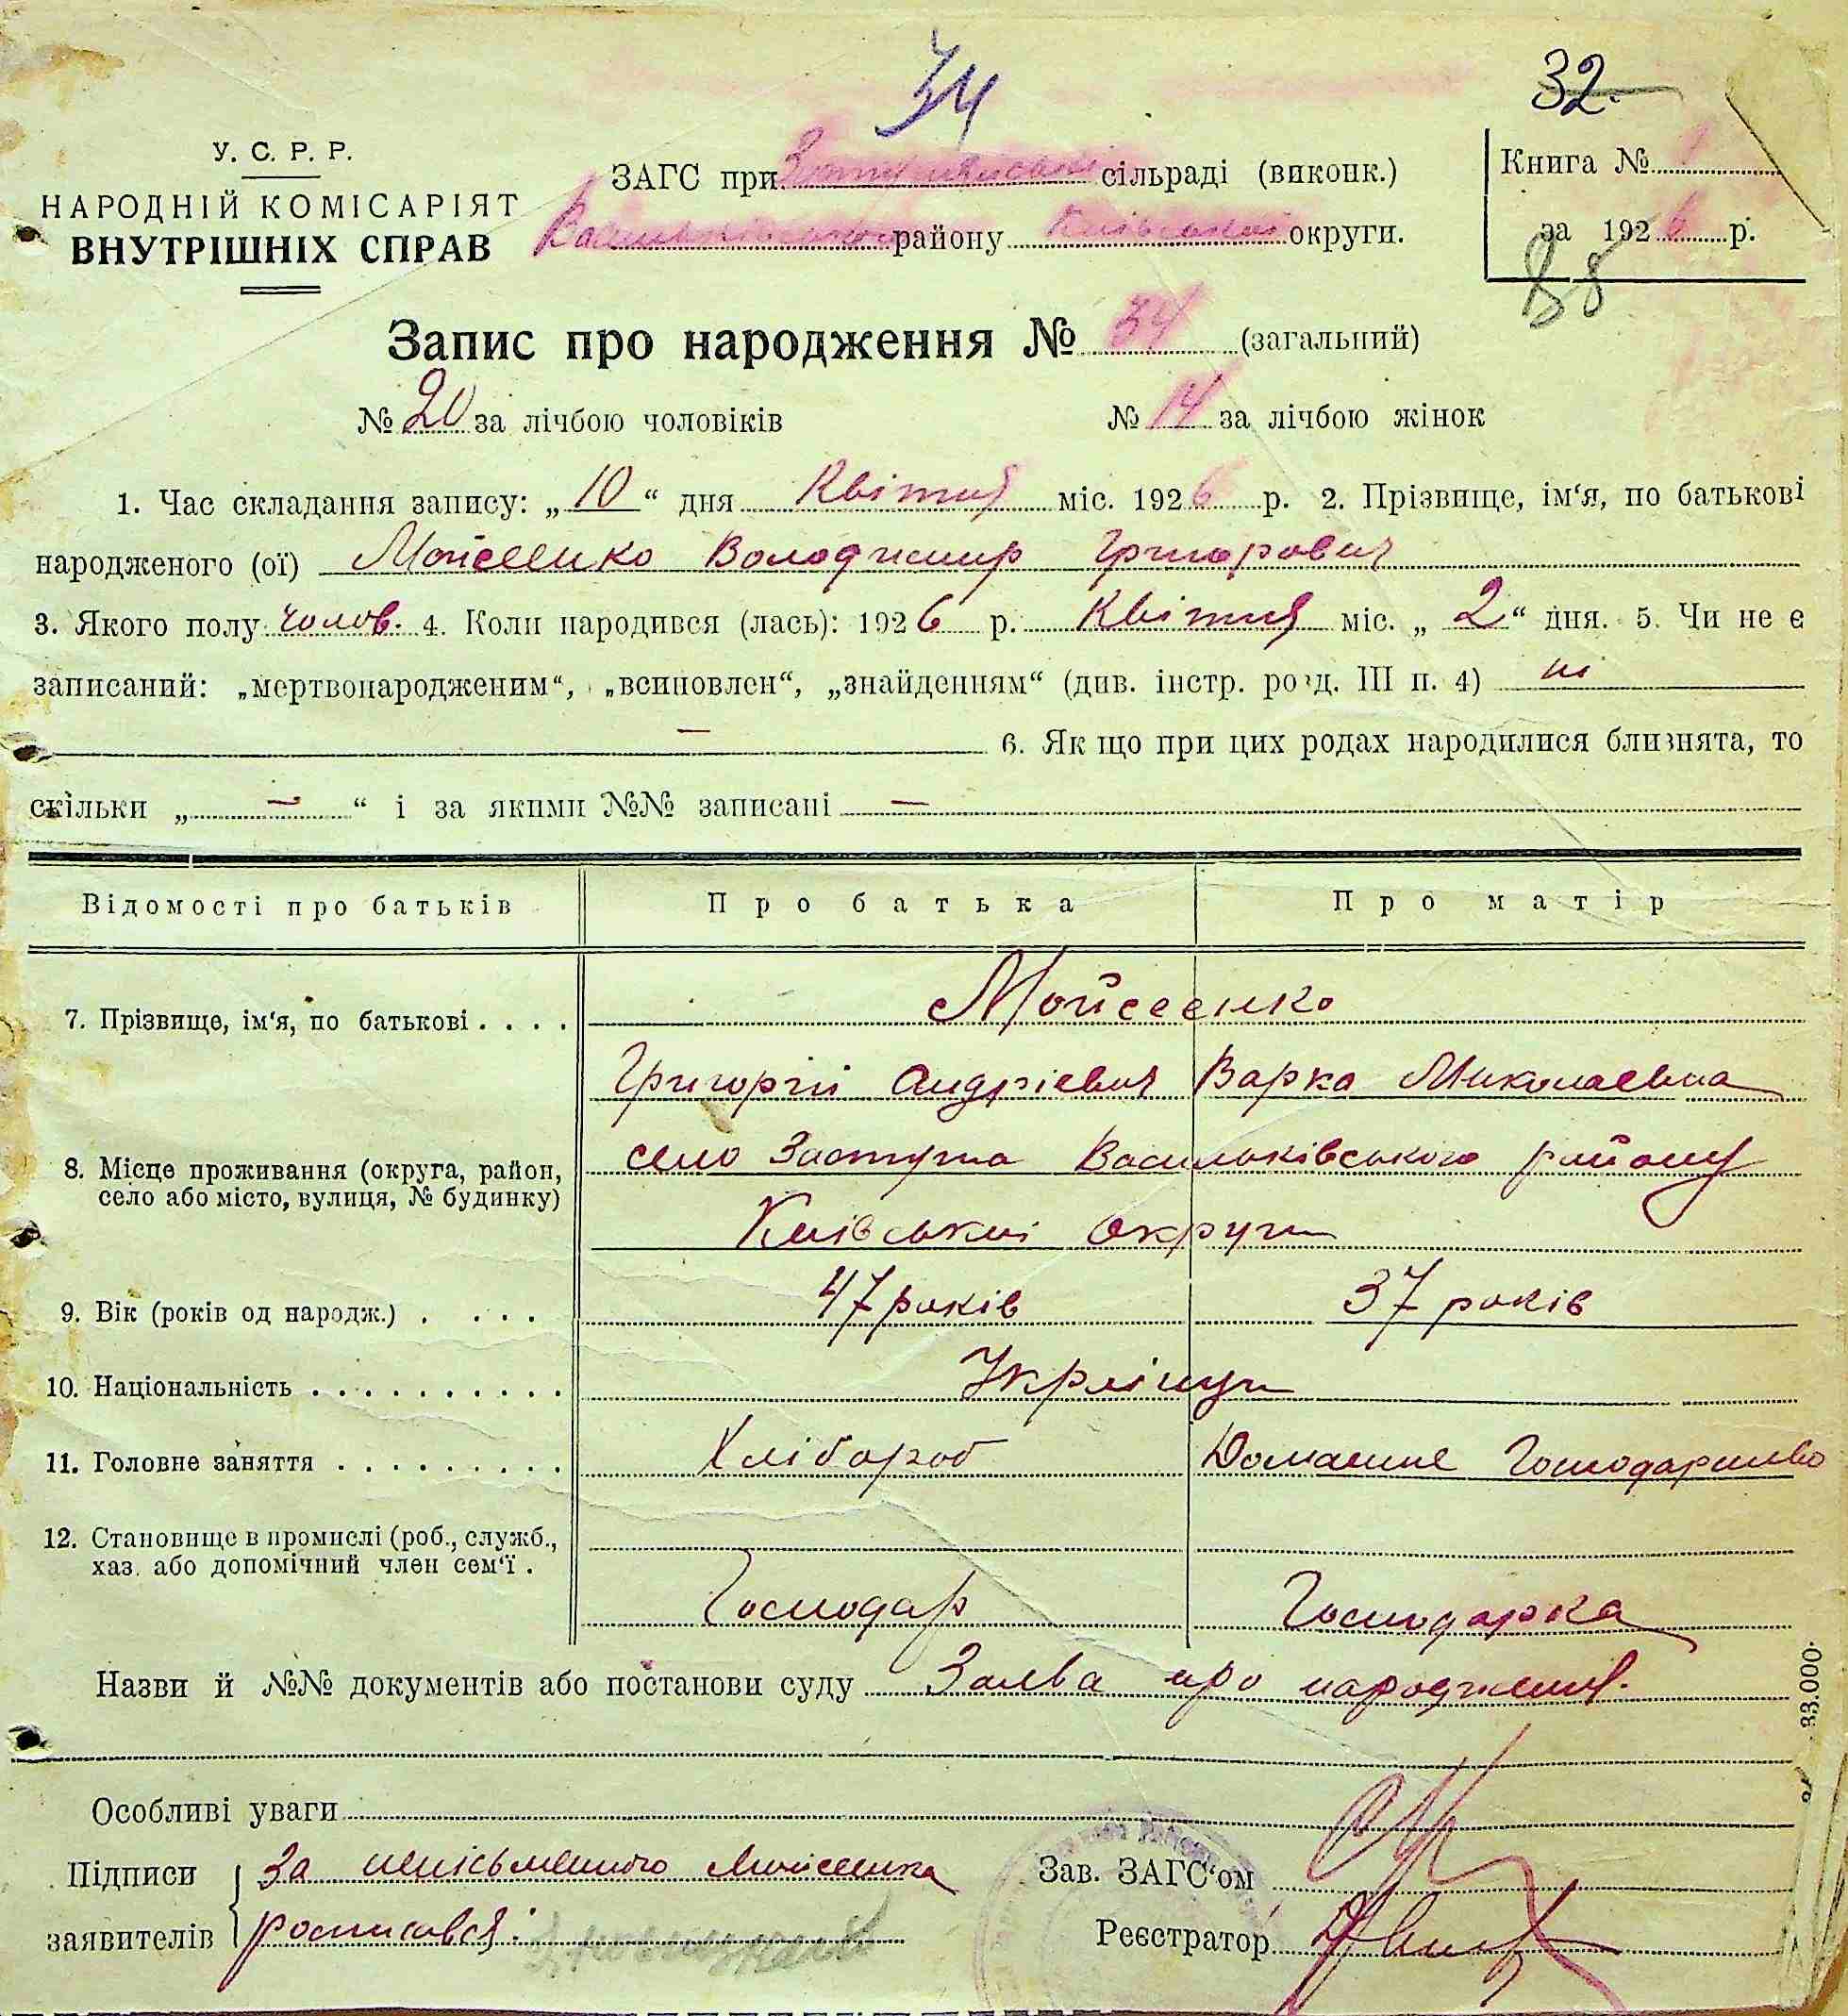 34
32.
У. С. Р. Р.
НАРОДНІЙ КОМІСАРІЯТ
ВНУТРІШНІХ СПРАВ
ЗАГС при сільраді (виконк.)
Васильківського району Київської округи.
Книга № 1
за 1926 р.
88
Запис про народження № 34 (загальний)
№ 20 за лічбою чоловіків № 14 за лічбою жінок
1. Час складання запису: „10“ дня Квітня міс. 1926 р. 2. Прізвище, ім‘я, по батькові
народженого (ої) Мойсеенко Володимир Григорович
3. Якого полу чолов. 4. Коли народився (лась): 1926 р. Квітня міс. „2“ дня. 5. Чи не є
записаний: „мертвонародженим“, „всиновлен“, „знайденням“ (див. інстр. розд. III п. 4) ні
— 6. Як що при цих родах народилися близнята, то
скільки „—“ і за якими №№ записані —
Відомості про батьків Про батька Про матір
7. Прізвище, ім‘я, по батькові . . . . Мойсеенко
Григорій Андрієвич Варка Миколаевна
8. Місце проживання (округа, район, село або місто, вулиця, № будинку) село Застугна Васильківського району
Київської округи
9. Вік (років од народж.) . . . . 47 років 37 років
10. Національність . . . . . . . . . . Українці
11. Головне заняття . . . . . . . . . Хлібороб Домашне Господарство
12. Становище в промислі (роб., служб.,
хаз. або допомічний член сем‘ї . Господар Господарка
Назви й №№ документів або постанови суду Заява про народження.
33.000.
Особливі уваги
Підписи заявителів За неписьменного Мойсеенка
росписався:
Зав. ЗАГС‘ом
Реєстратор